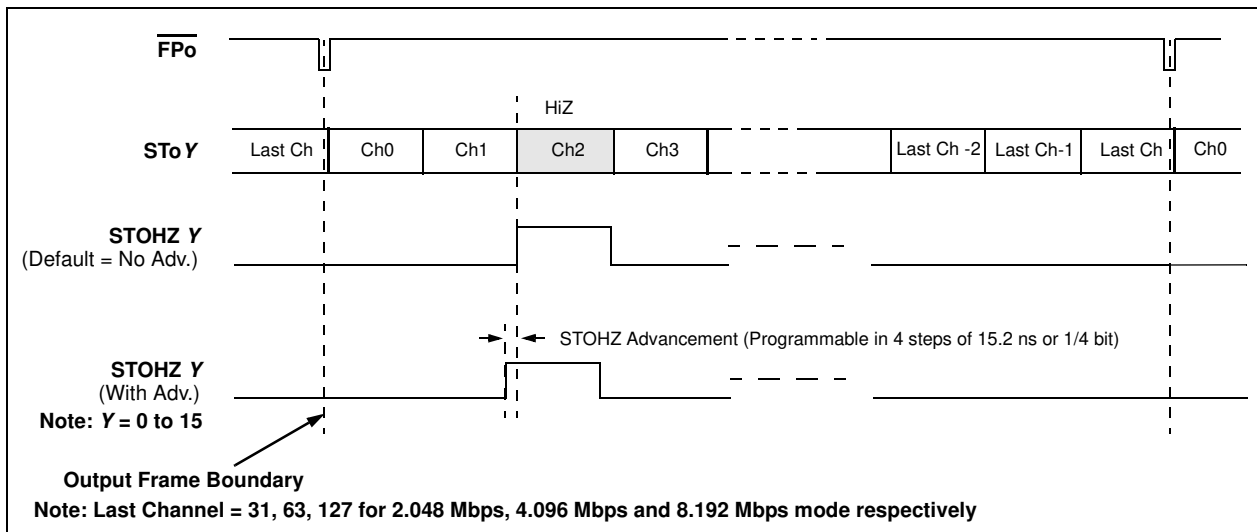 FPo
HiZ
STo Y
Last Ch
Ch0
Ch1
Ch2
Ch3
Last Ch -2
Last Ch-1
Last Ch
Ch0
STOHZ Y
(Default = No Adv.)
STOHZ Advancement (Programmable in 4 steps of 15.2 ns or 1/4 bit)
STOHZ Y
(With Adv.)
Note: Y = 0 to 15
Output Frame Boundary
Note: Last Channel = 31, 63, 127 for 2.048 Mbps, 4.096 Mbps and 8.192 Mbps mode respectively